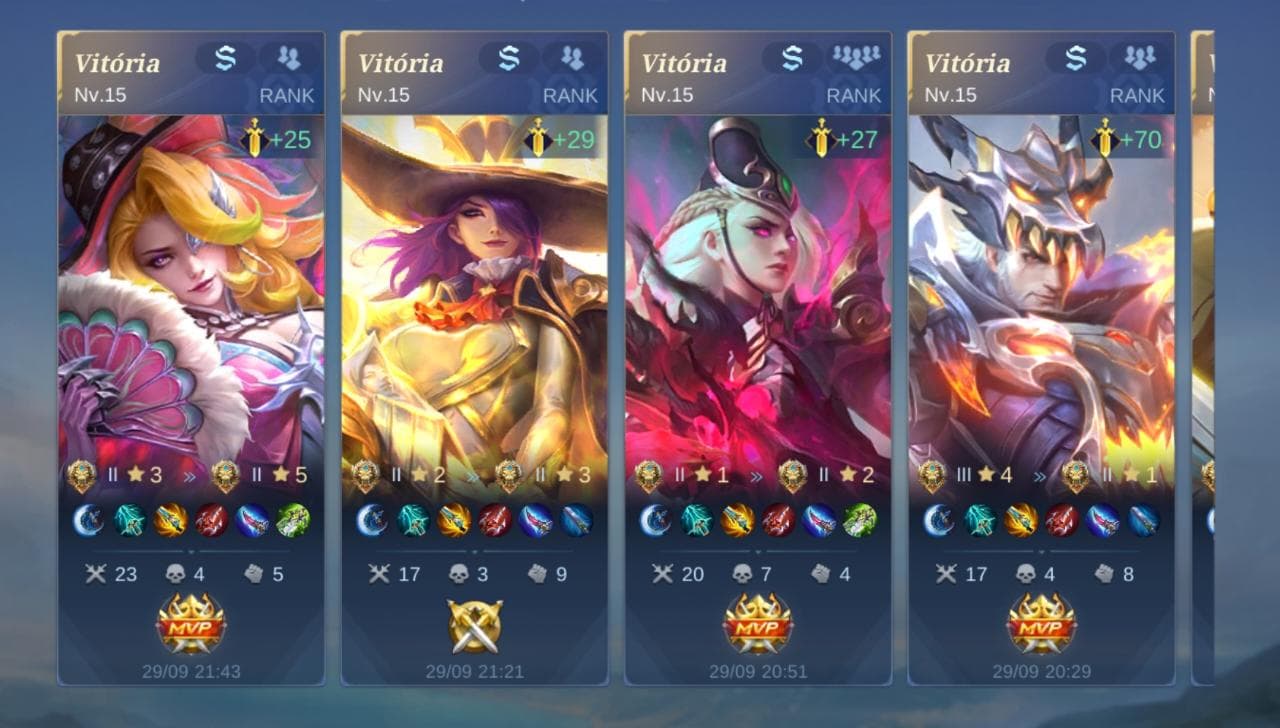 Vitória S
Nv.15 RANK
+25
II 3 » II 5
23 4 5
MVP
29/09 21:43
Vitória S
Nv.15 RANK
+29
II 2 » II 3
17 3 9
29/09 21:21
Vitória S
Nv.15 RANK
+27
II 1 » II 2
20 7 4
MVP
29/09 20:51
Vitória S
Nv.15 RANK
+70
III 4 » II 1
17 4 8
MVP
29/09 20:29